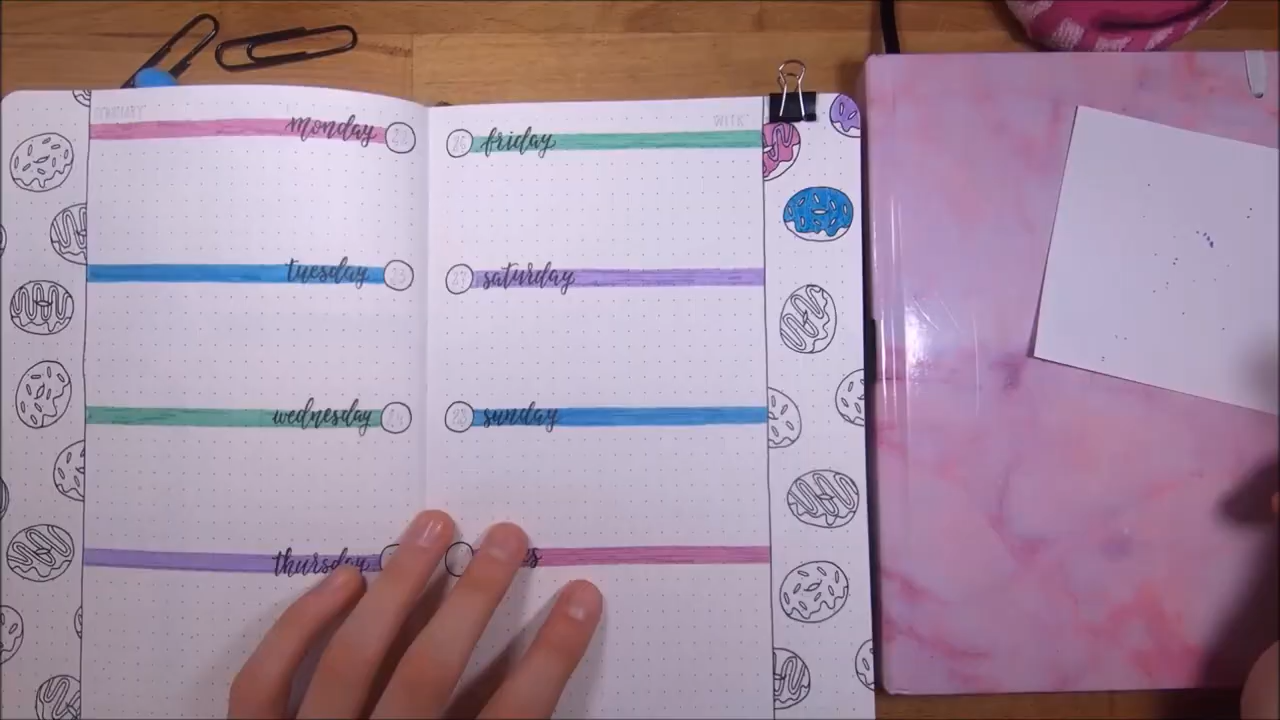 monday 22
tuesday 23
wednesday 24
thursday
26 friday
27 saturday
28 sunday